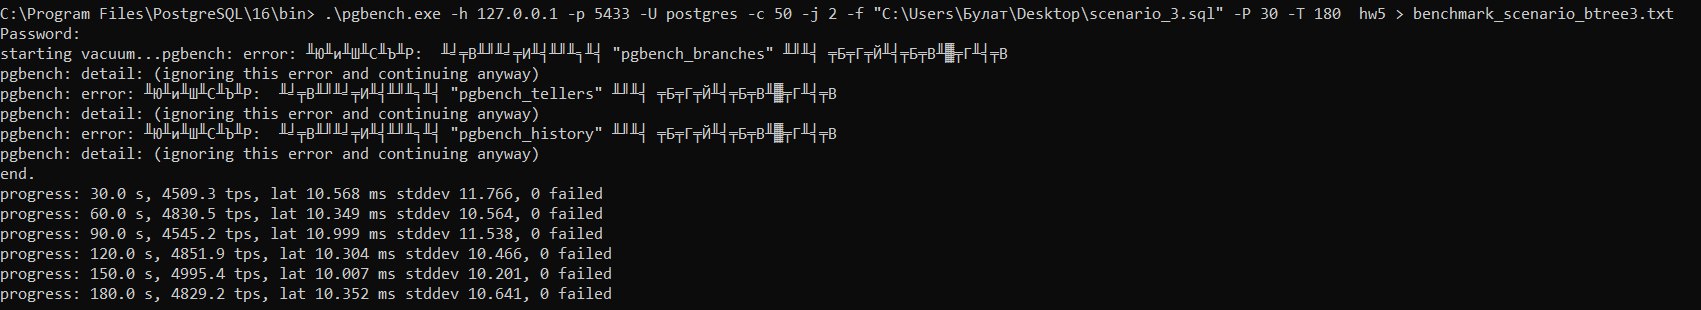 C:\Program Files\PostgreSQL\16\bin> .\pgbench.exe -h 127.0.0.1 -p 5433 -U postgres -c 50 -j 2 -f "C:\Users\Булат\Desktop\scenario_3.sql" -P 30 -T 180  hw5 > benchmark_scenario_btree3.txt
Password:
starting vacuum...pgbench: error: "pgbench_branches"
pgbench: detail: (ignoring this error and continuing anyway)
pgbench: error: "pgbench_tellers"
pgbench: detail: (ignoring this error and continuing anyway)
pgbench: error: "pgbench_history"
pgbench: detail: (ignoring this error and continuing anyway)
end.
progress: 30.0 s, 4509.3 tps, lat 10.568 ms stddev 11.766, 0 failed
progress: 60.0 s, 4830.5 tps, lat 10.349 ms stddev 10.564, 0 failed
progress: 90.0 s, 4545.2 tps, lat 10.999 ms stddev 11.538, 0 failed
progress: 120.0 s, 4851.9 tps, lat 10.304 ms stddev 10.466, 0 failed
progress: 150.0 s, 4995.4 tps, lat 10.007 ms stddev 10.201, 0 failed
progress: 180.0 s, 4829.2 tps, lat 10.352 ms stddev 10.641, 0 failed